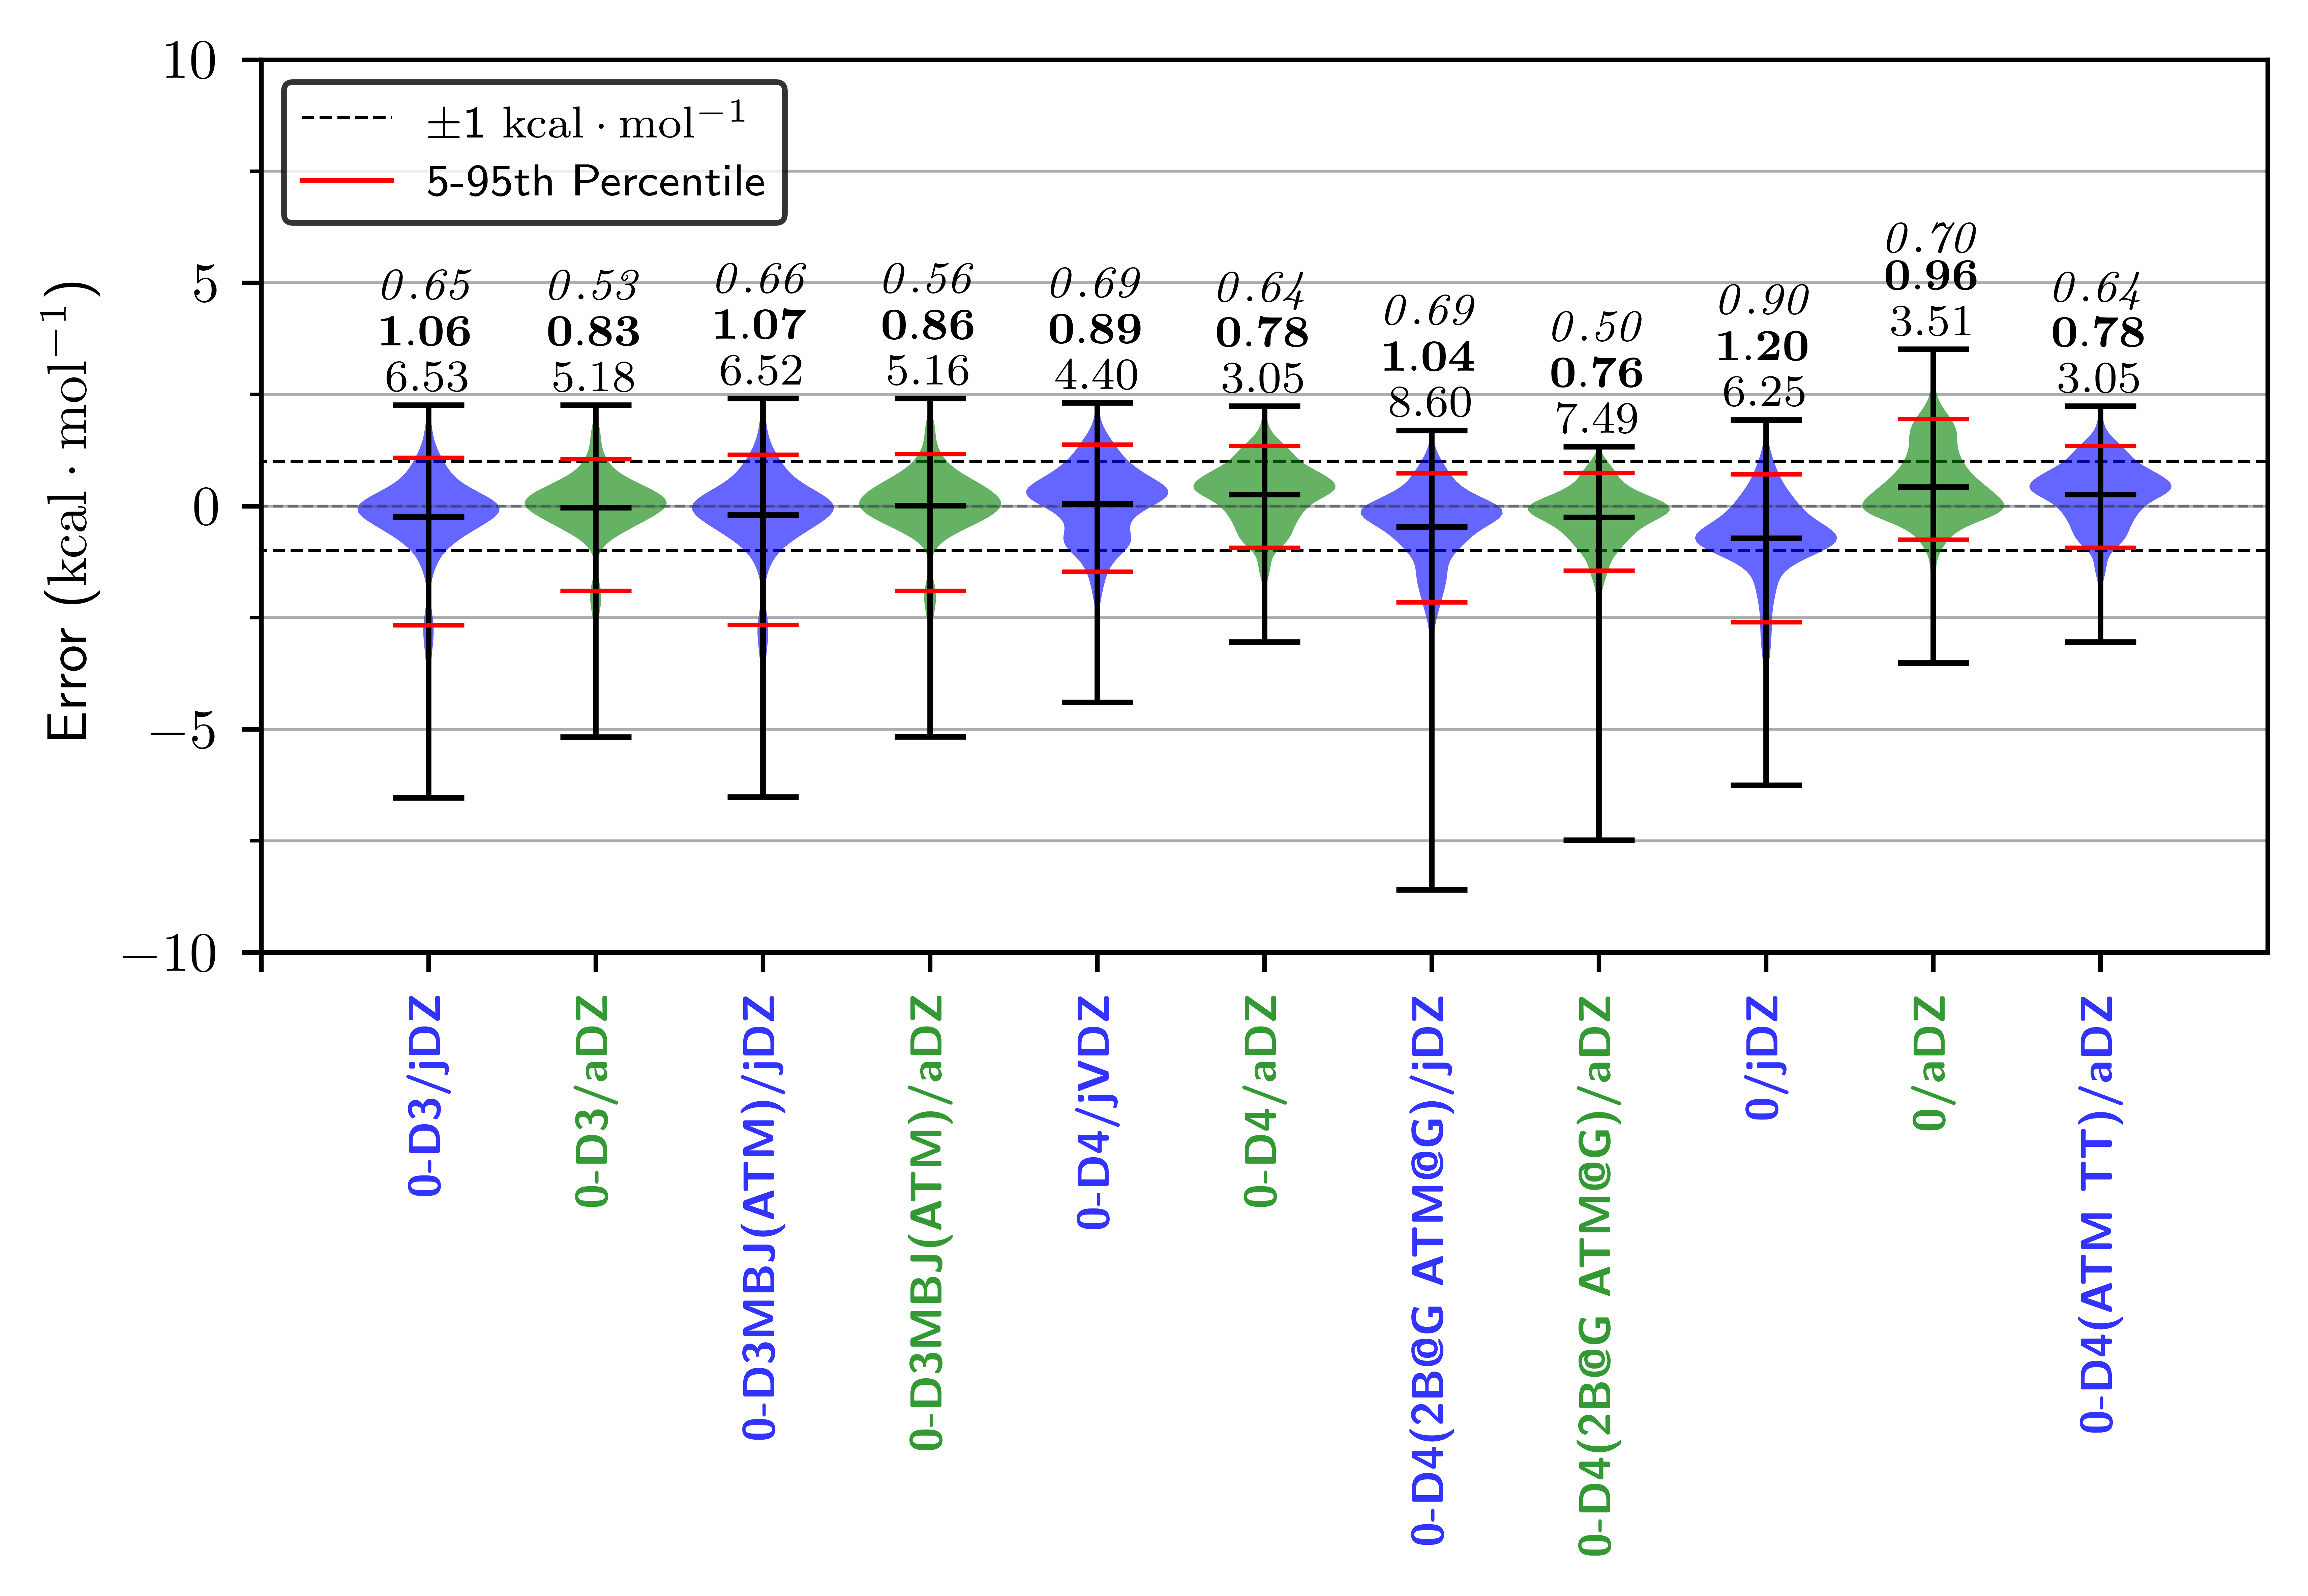 10
5
0
−5
−10
Error (kcal · mol⁻¹)
±1 kcal · mol⁻¹
5-95th Percentile
0.65
1.06
6.53
0.53
0.83
5.18
0.66
1.07
6.52
0.56
0.86
5.16
0.69
0.89
4.40
0.64
0.78
3.05
0.69
1.04
8.60
0.50
0.76
7.49
0.90
1.20
6.25
0.70
0.96
3.51
0.64
0.78
3.05
0-D3/jDZ
0-D3/aDZ
0-D3MBJ(ATM)/jDZ
0-D3MBJ(ATM)/aDZ
0-D4/jVDZ
0-D4/aDZ
0-D4(2B@G ATM@G)/jDZ
0-D4(2B@G ATM@G)/aDZ
0/jDZ
0/aDZ
0-D4(ATM TT)/aDZ